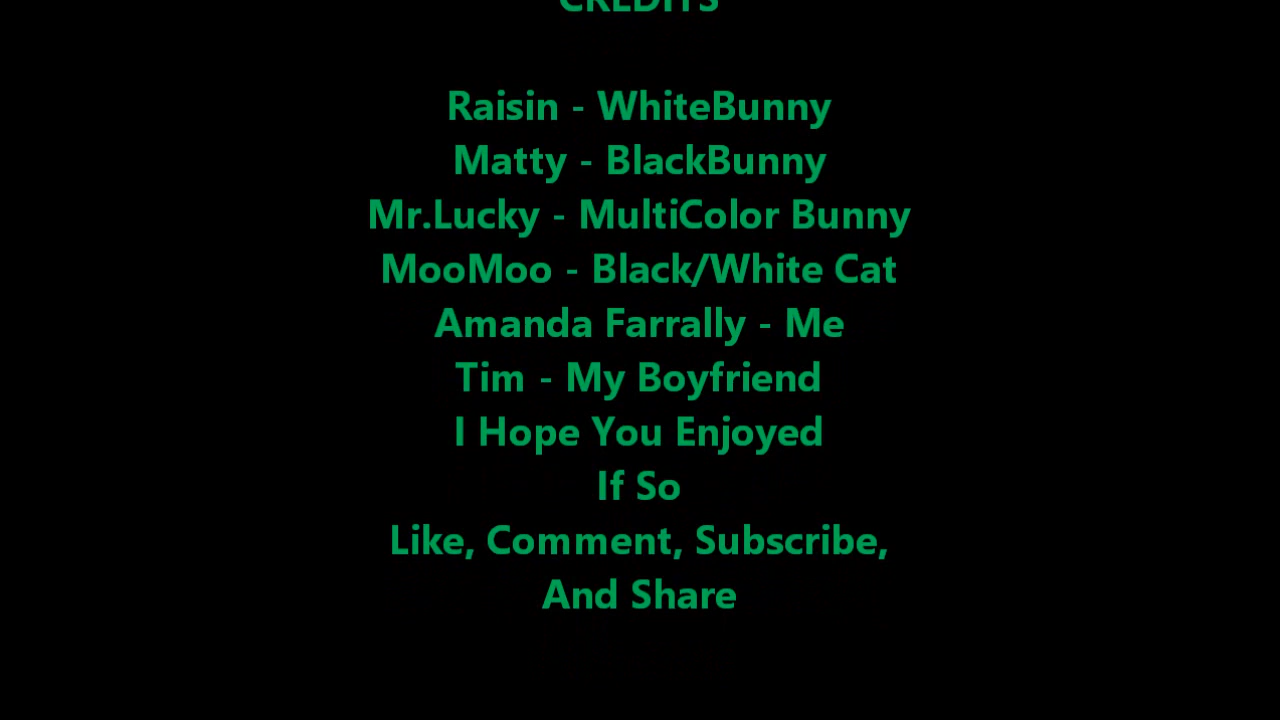 CREDITS
Raisin - WhiteBunny
Matty - BlackBunny
Mr.Lucky - MultiColor Bunny
MooMoo - Black/White Cat
Amanda Farrally - Me
Tim - My Boyfriend
I Hope You Enjoyed
If So
Like, Comment, Subscribe,
And Share